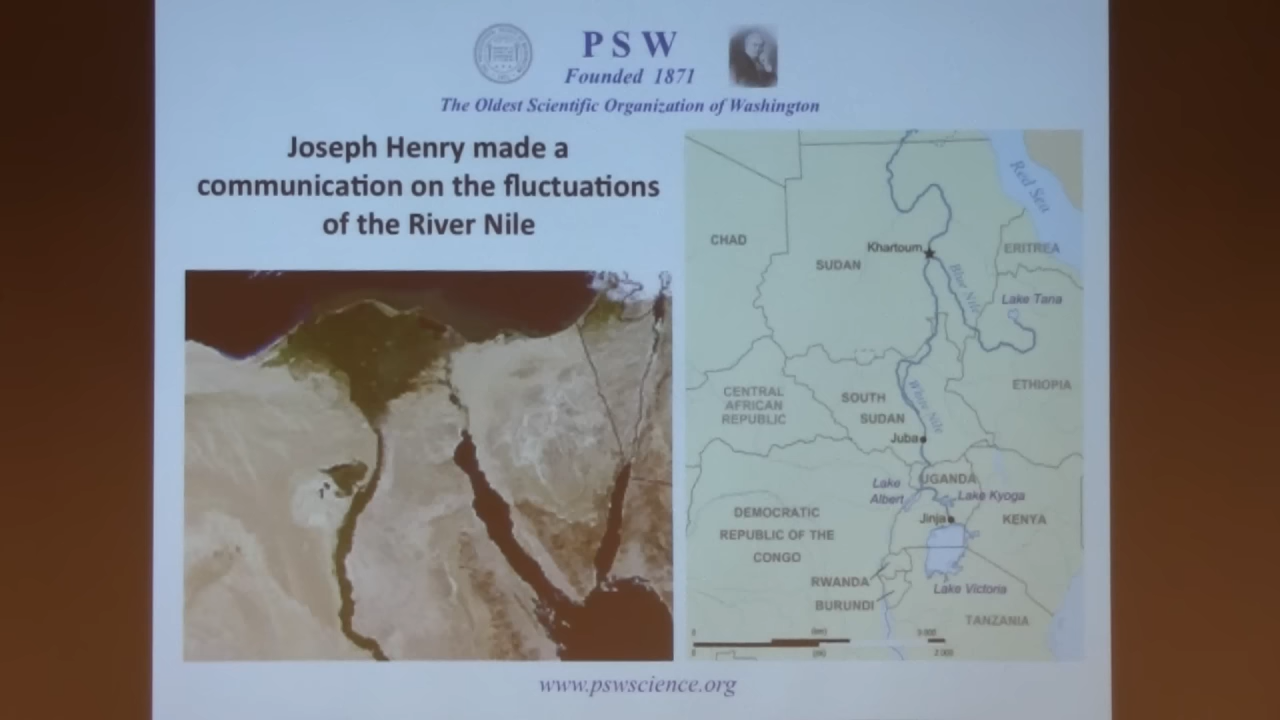 PSW
Founded 1871
The Oldest Scientific Organization of Washington
Joseph Henry made a
communication on the fluctuations
of the River Nile
Red Sea
CHAD
Khartoum
ERITREA
SUDAN
Blue Nile
Lake Tana
ETHIOPIA
CENTRAL
AFRICAN
REPUBLIC
SOUTH
SUDAN
White Nile
Juba
UGANDA
Lake
Albert
Lake Kyoga
DEMOCRATIC
REPUBLIC OF THE
CONGO
Jinja
KENYA
RWANDA
Lake Victoria
BURUNDI
TANZANIA
www.pswscience.org